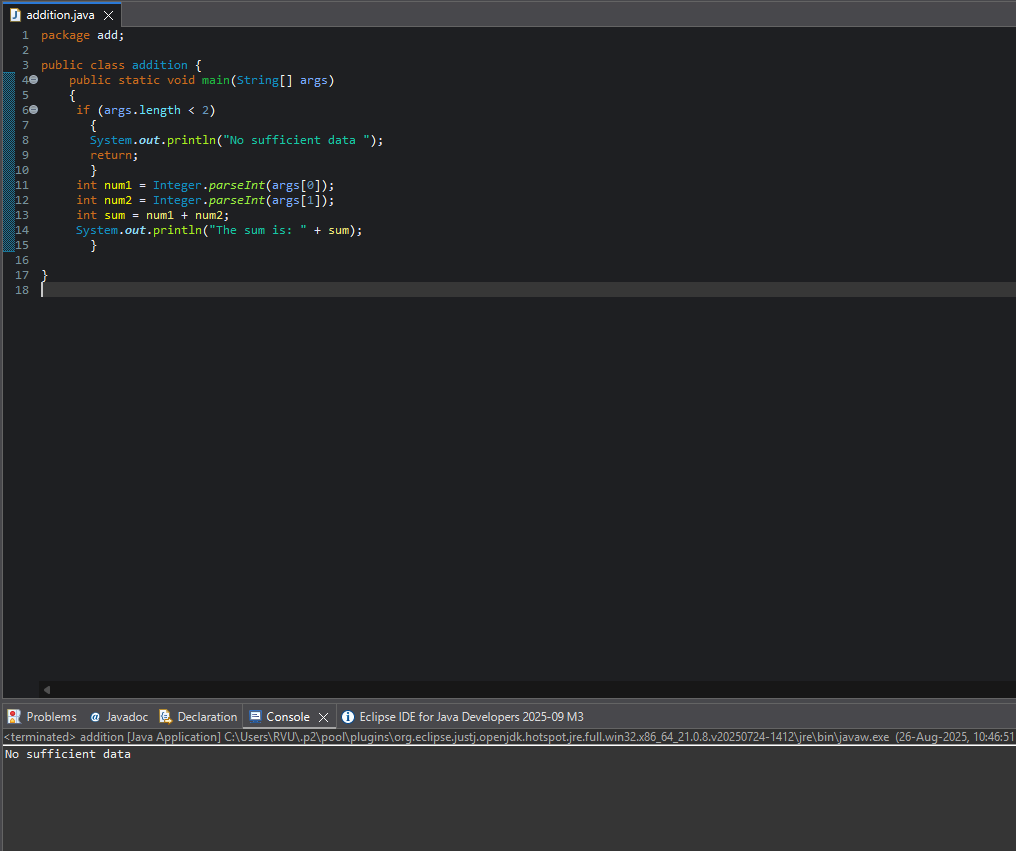 addition.java
1 package add;
2
3 public class addition {
4 public static void main(String[] args)
5 {
6 if (args.length < 2)
7 {
8 System.out.println("No sufficient data ");
9 return;
10 }
11 int num1 = Integer.parseInt(args[0]);
12 int num2 = Integer.parseInt(args[1]);
13 int sum = num1 + num2;
14 System.out.println("The sum is: " + sum);
15 }
16
17 }
18
Problems @ Javadoc Declaration Console Eclipse IDE for Java Developers 2025-09 M3
<terminated> addition [Java Application] C:\Users\RVU\.p2\pool\plugins\org.eclipse.justj.openjdk.hotspot.jre.full.win32.x86_64_21.0.8.v20250724-1412\jre\bin\javaw.exe (26-Aug-2025, 10:46:51
No sufficient data